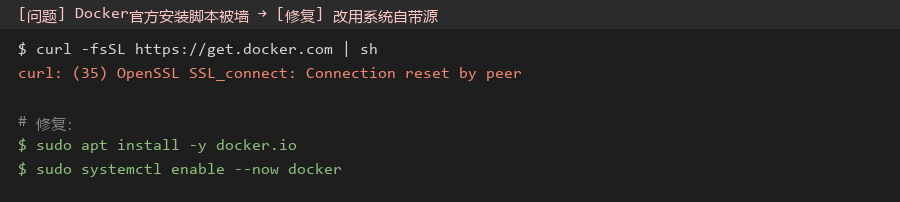 [问题] Docker官方安装脚本被墙 → [修复] 改用系统自带源
$ curl -fsSL https://get.docker.com | sh
curl: (35) OpenSSL SSL_connect: Connection reset by peer
# 修复:
$ sudo apt install -y docker.io
$ sudo systemctl enable --now docker